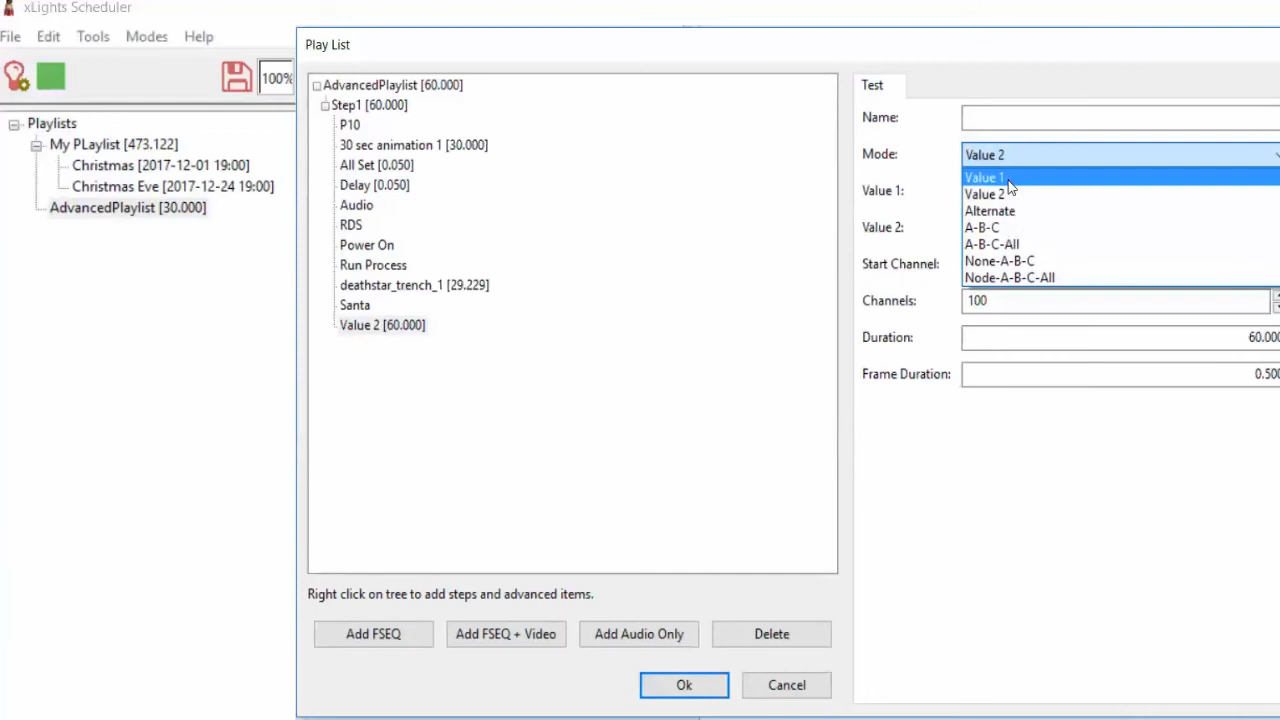 xLights Scheduler
File Edit Tools Modes Help
100%
Playlists
My PLaylist [473.122]
Christmas [2017-12-01 19:00]
Christmas Eve [2017-12-24 19:00]
AdvancedPlaylist [30.000]
Play List
AdvancedPlaylist [60.000]
Step1 [60.000]
P10
30 sec animation 1 [30.000]
All Set [0.050]
Delay [0.050]
Audio
RDS
Power On
Run Process
deathstar_trench_1 [29.229]
Santa
Value 2 [60.000]
Right click on tree to add steps and advanced items.
Add FSEQ Add FSEQ + Video Add Audio Only Delete
Ok Cancel
Test
Name:
Mode: Value 2
Value 1:
Value 2:
Start Channel:
Value 1
Value 2
Alternate
A-B-C
A-B-C-All
None-A-B-C
Node-A-B-C-All
Channels: 100
Duration: 60.000
Frame Duration: 0.500